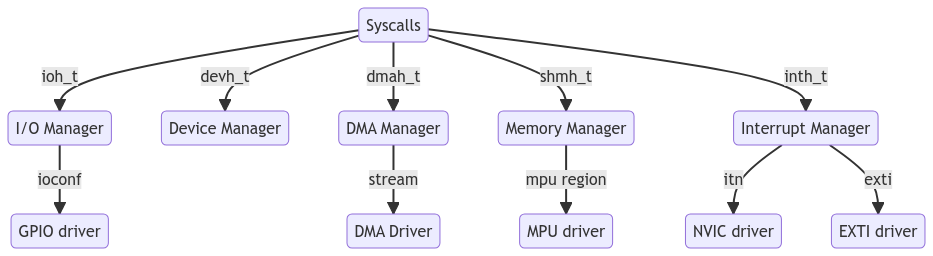 Syscalls
ioh_t
devh_t
dmah_t
shmh_t
inth_t
I/O Manager
Device Manager
DMA Manager
Memory Manager
Interrupt Manager
ioconf
stream
mpu region
itn
exti
GPIO driver
DMA Driver
MPU driver
NVIC driver
EXTI driver